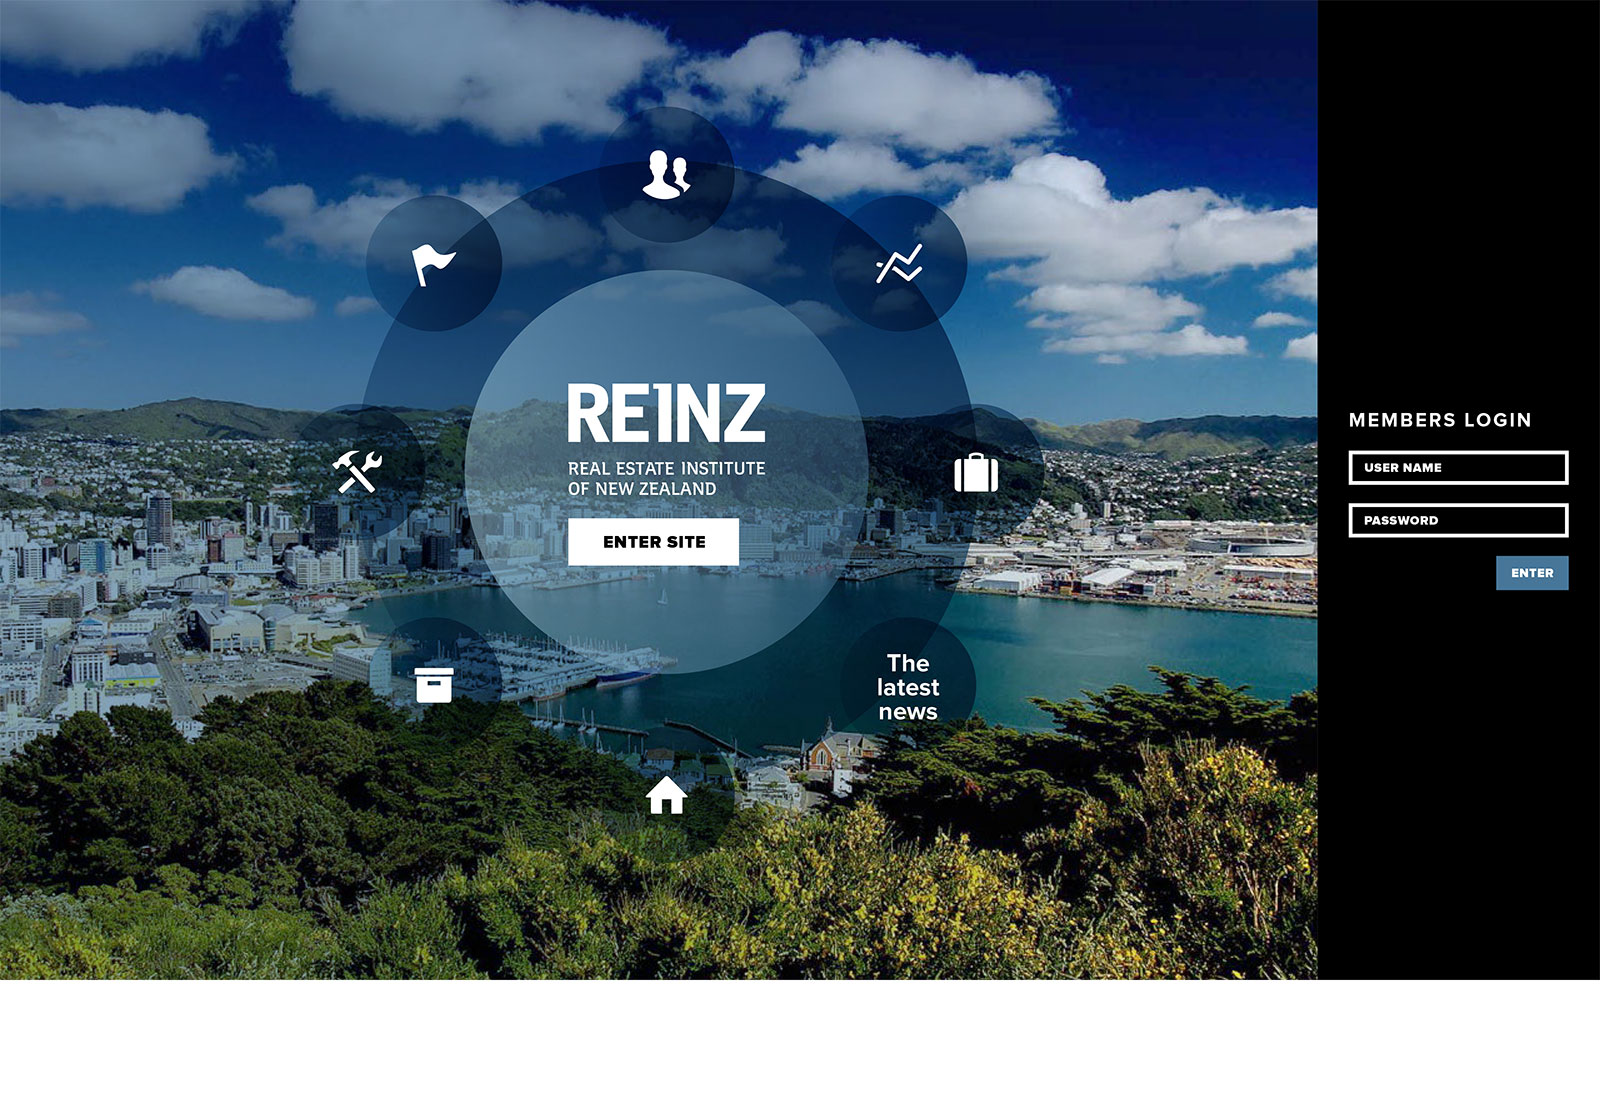 REINZ
REAL ESTATE INSTITUTE
OF NEW ZEALAND
ENTER SITE
The
latest
news
MEMBERS LOGIN
USER NAME
PASSWORD
ENTER